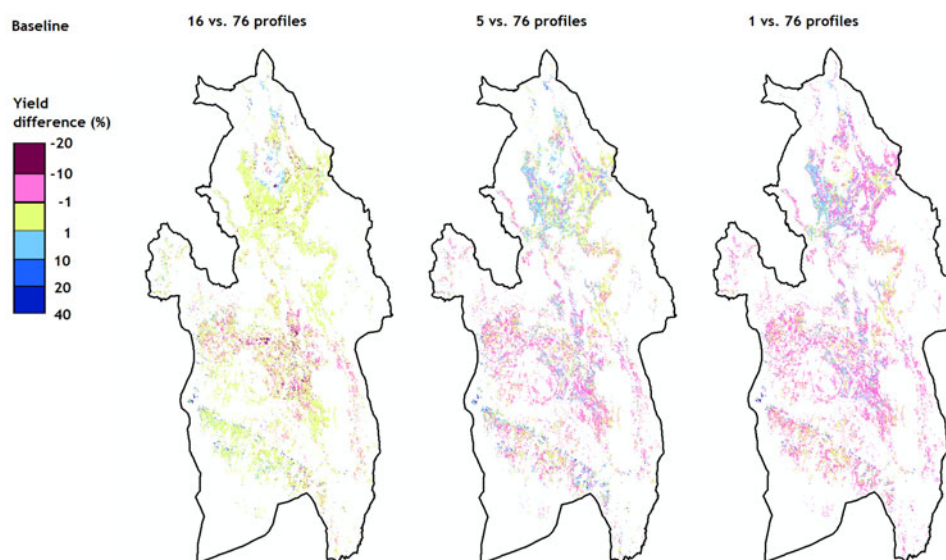 Baseline
16 vs. 76 profiles
5 vs. 76 profiles
1 vs. 76 profiles
Yield
difference (%)
-20
-10
-1
1
10
20
40